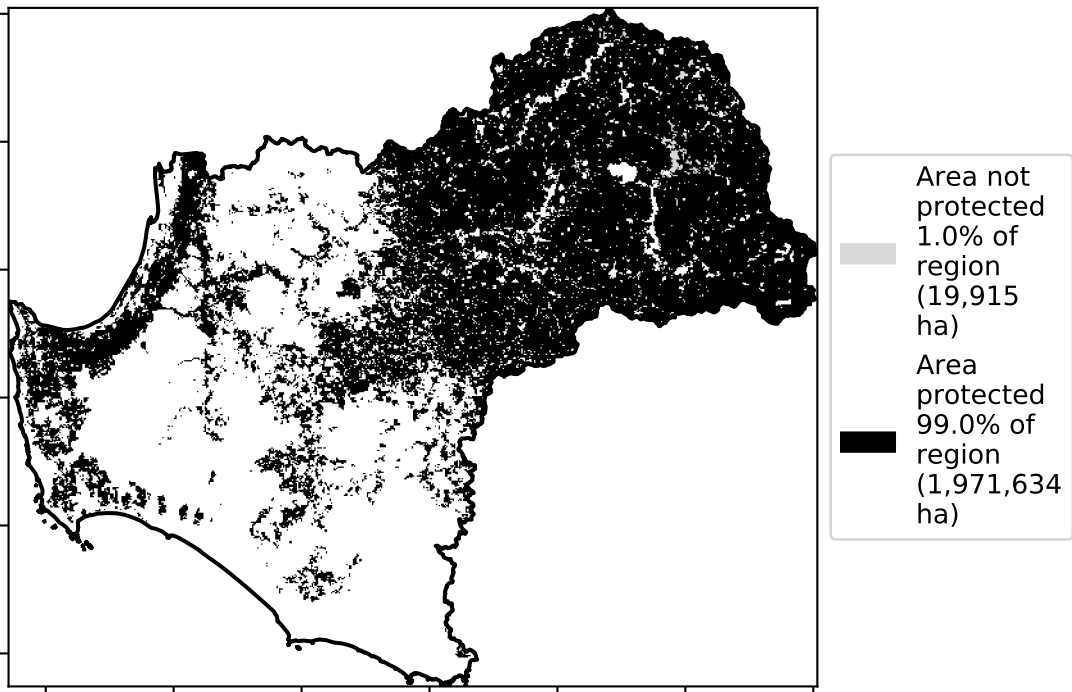 Area not
protected
1.0% of
region
(19,915
ha)
Area
protected
99.0% of
region
(1,971,634
ha)